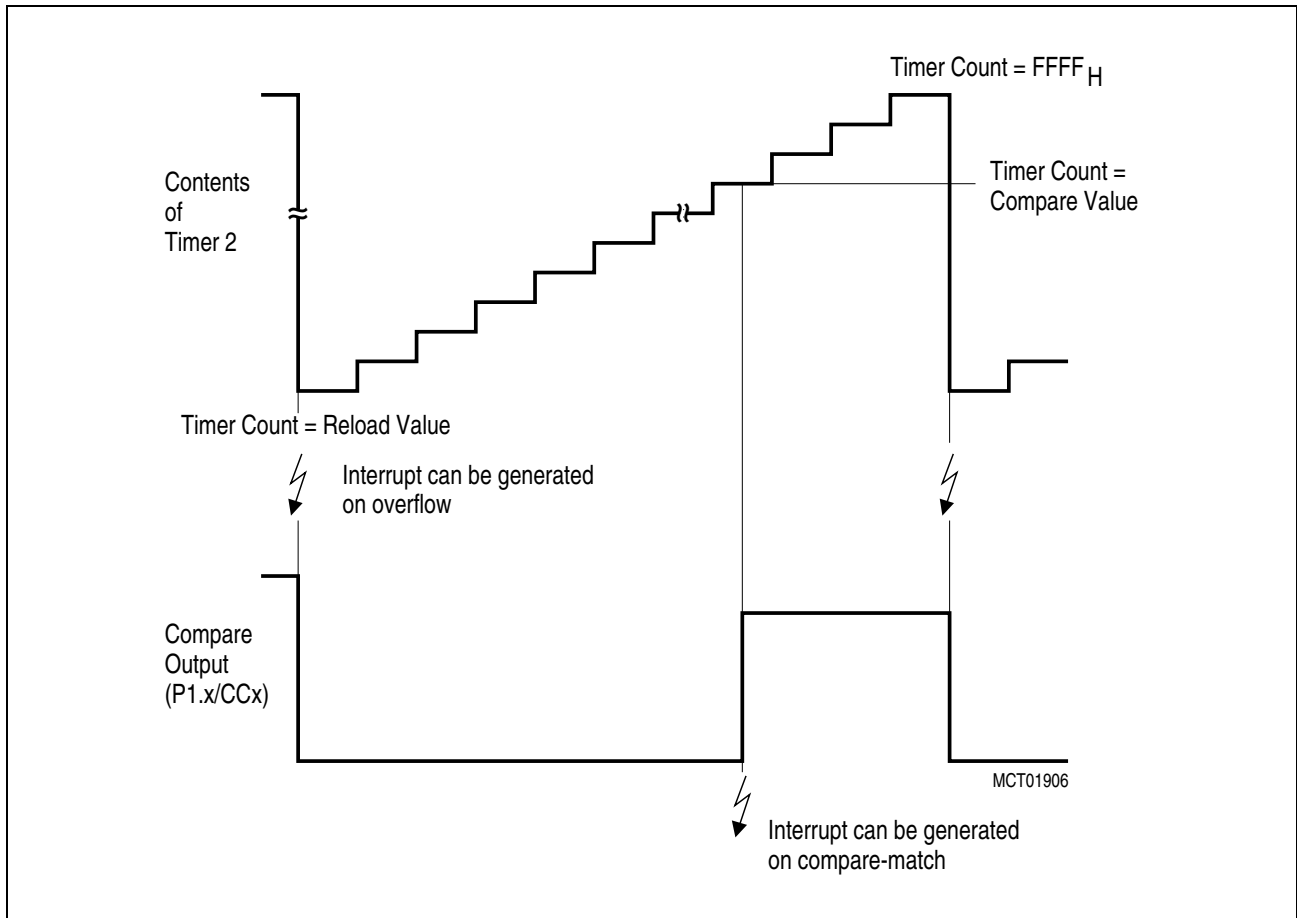 Timer Count = FFFF H
Contents
of
Timer 2
Timer Count =
Compare Value
Timer Count = Reload Value
Interrupt can be generated
on overflow
Compare
Output
(P1.x/CCx)
MCT01906
Interrupt can be generated
on compare-match